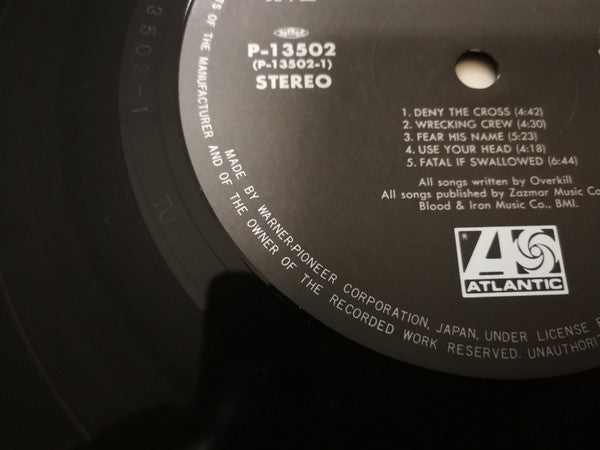 P-13502
(P-13502-1)
STEREO
1. DENY THE CROSS (4:42)
2. WRECKING CREW (4:30)
3. FEAR HIS NAME (5:23)
4. USE YOUR HEAD (4:18)
5. FATAL IF SWALLOWED (6:44)
All songs written by Overkill
All songs published by Zazmar Music Co
Blood & Iron Music Co., BMI.
®
ATLANTIC
OF THE MANUFACTURER AND OF THE OWNER OF THE RECORDED WORK RESERVED. UNAUTHORI
MADE BY WARNER-PIONEER CORPORATION, JAPAN, UNDER LICENSE
3502-1